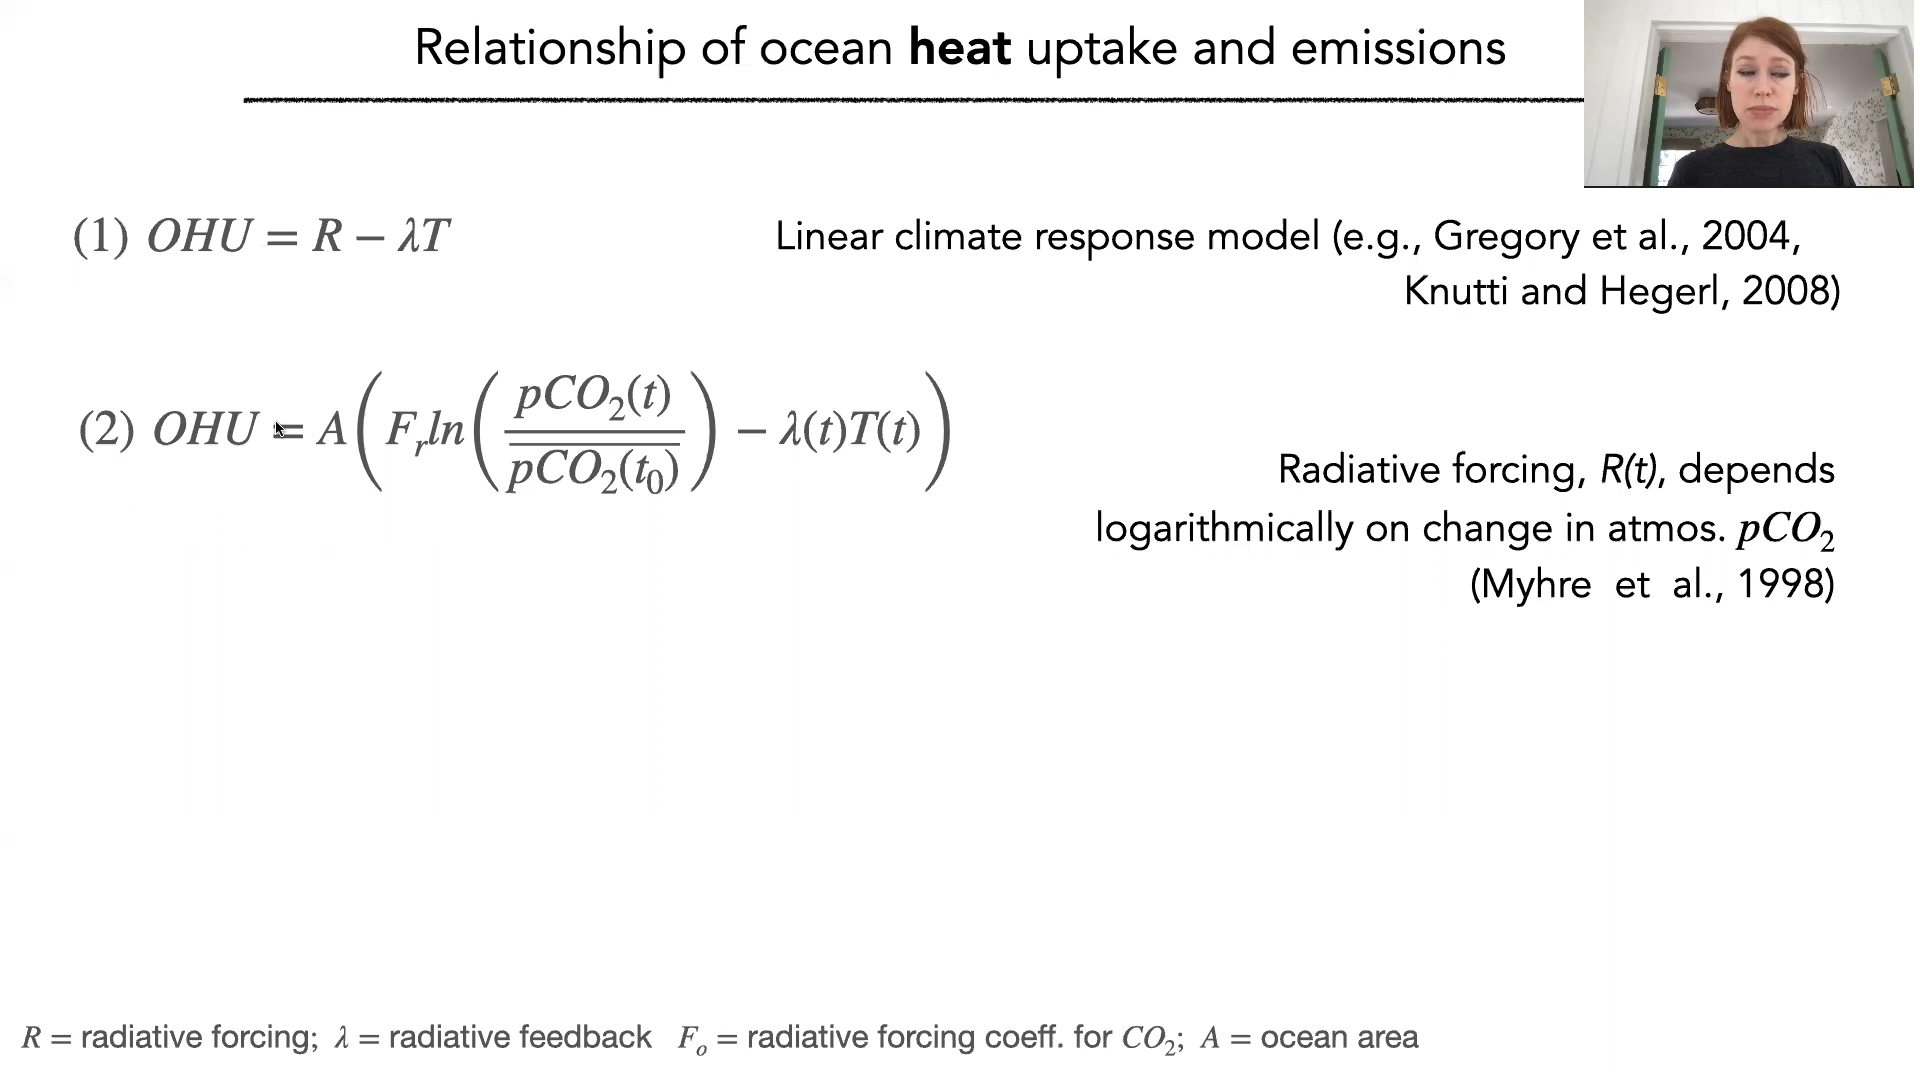 Relationship of ocean heat uptake and emissions
(1) OHU = R − λT
Linear climate response model (e.g., Gregory et al., 2004,
Knutti and Hegerl, 2008)
(2) OHU = A(F_r ln(pCO₂(t) / \overline{pCO₂(t₀)}) − λ(t)T(t))
Radiative forcing, R(t), depends
logarithmically on change in atmos. pCO₂
(Myhre et al., 1998)
R = radiative forcing; λ = radiative feedback F_o = radiative forcing coeff. for CO₂; A = ocean area